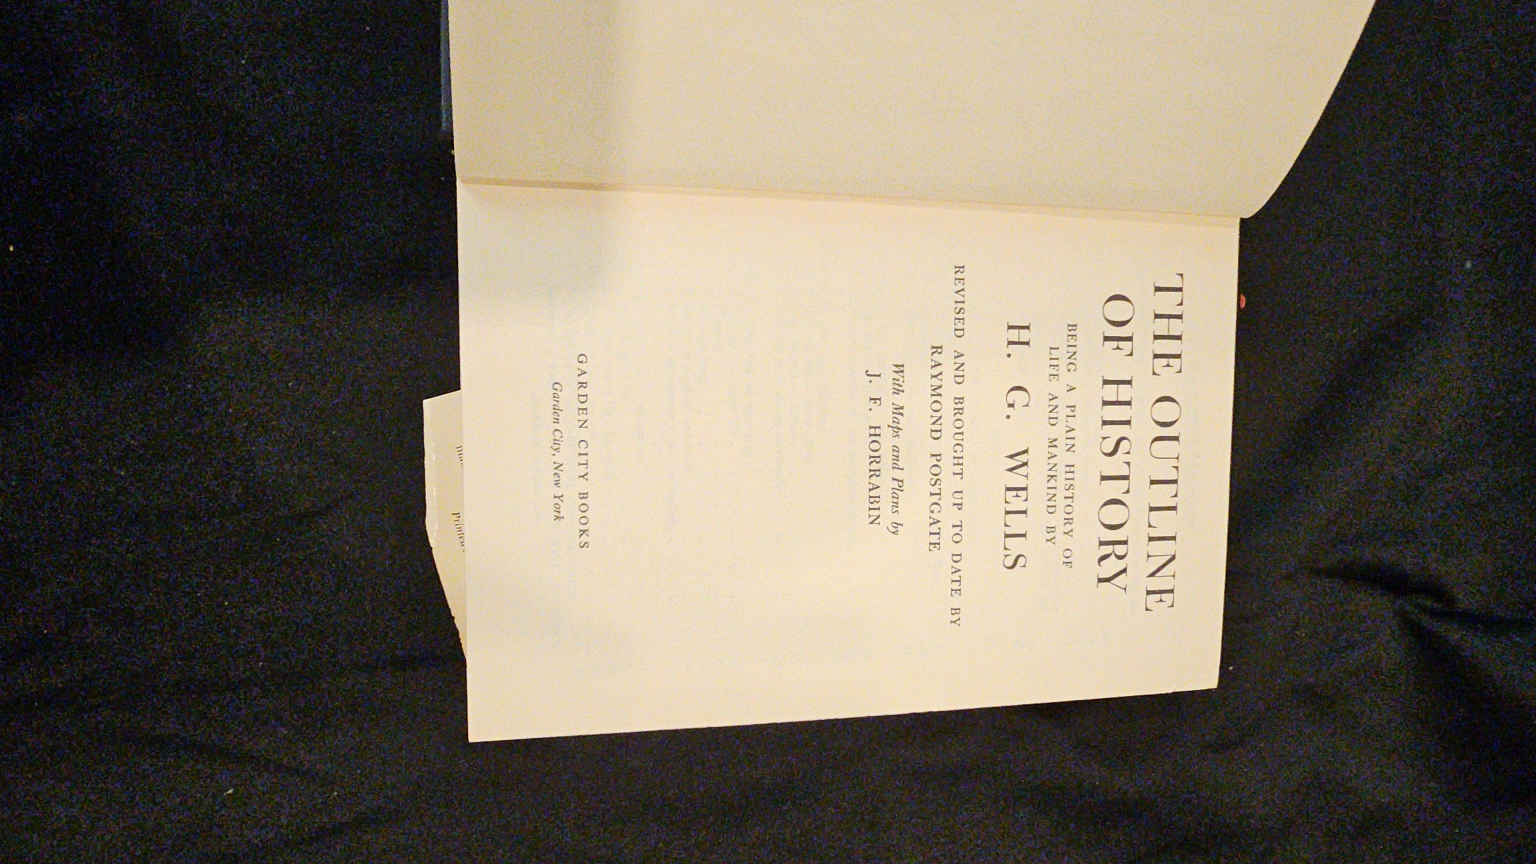 THE OUTLINE
OF HISTORY
BEING A PLAIN HISTORY OF
LIFE AND MANKIND BY
H. G. WELLS
REVISED AND BROUGHT UP TO DATE BY
RAYMOND POSTGATE
With Maps and Plans by
J. F. HORRABIN
GARDEN CITY BOOKS
Garden City, New York